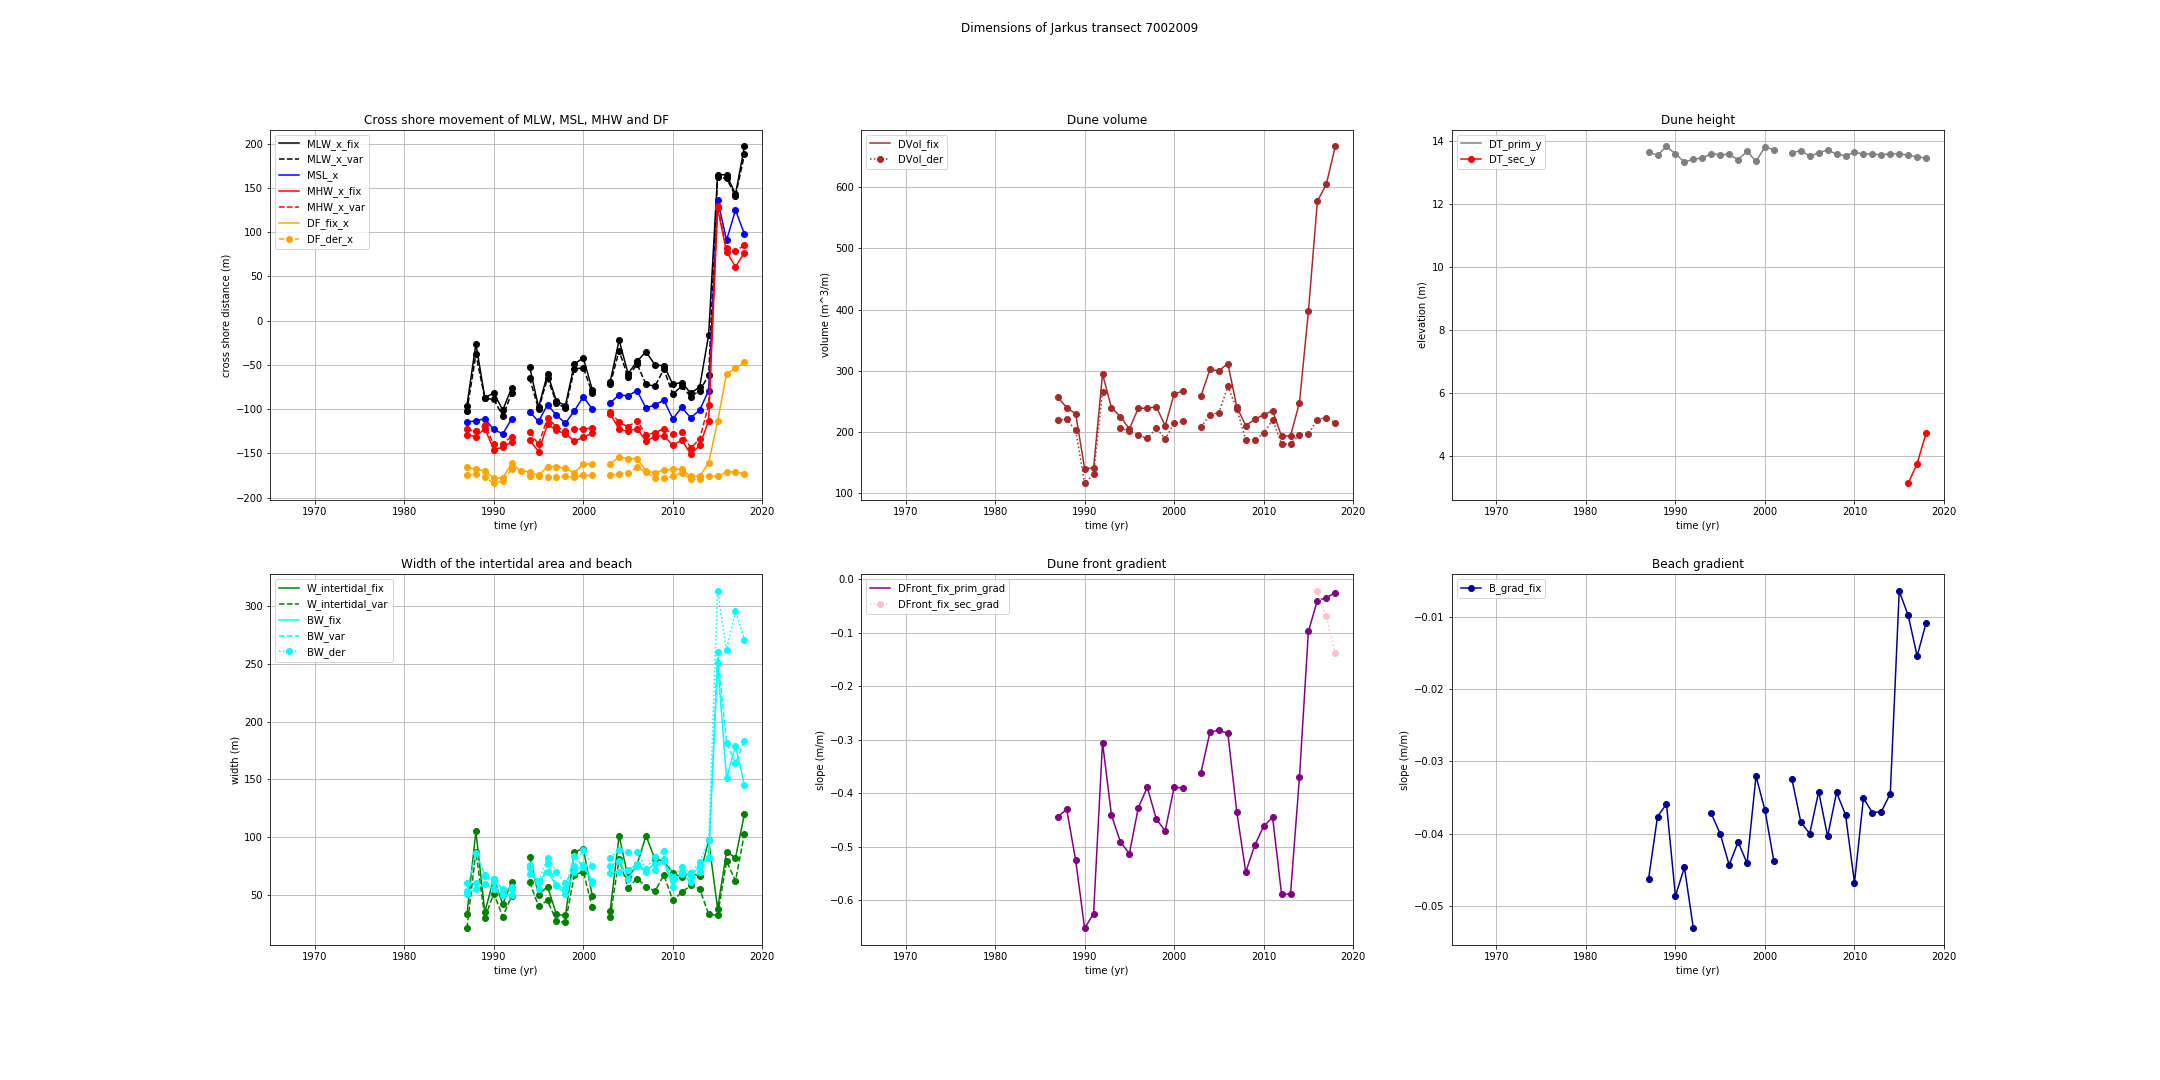 Dimensions of Jarkus transect 7002009
Cross shore movement of MLW, MSL, MHW and DF
MLW_x_fix
MLW_x_var
MSL_x
MHW_x_fix
MHW_x_var
DF_fix_x
DF_der_x
200
150
100
50
0
−50
−100
−150
−200
cross shore distance (m)
1970 1980 1990 2000 2010 2020
time (yr)
Dune volume
DVol_fix
DVol_der
600
500
400
300
200
100
volume (m^3/m)
1970 1980 1990 2000 2010 2020
time (yr)
Dune height
DT_prim_y
DT_sec_y
14
12
10
8
6
4
elevation (m)
1970 1980 1990 2000 2010 2020
time (yr)
Width of the intertidal area and beach
W_intertidal_fix
W_intertidal_var
BW_fix
BW_var
BW_der
300
250
200
150
100
50
width (m)
1970 1980 1990 2000 2010 2020
time (yr)
Dune front gradient
DFront_fix_prim_grad
DFront_fix_sec_grad
0.0
−0.1
−0.2
−0.3
−0.4
−0.5
−0.6
slope (m/m)
1970 1980 1990 2000 2010 2020
time (yr)
Beach gradient
B_grad_fix
−0.01
−0.02
−0.03
−0.04
−0.05
slope (m/m)
1970 1980 1990 2000 2010 2020
time (yr)